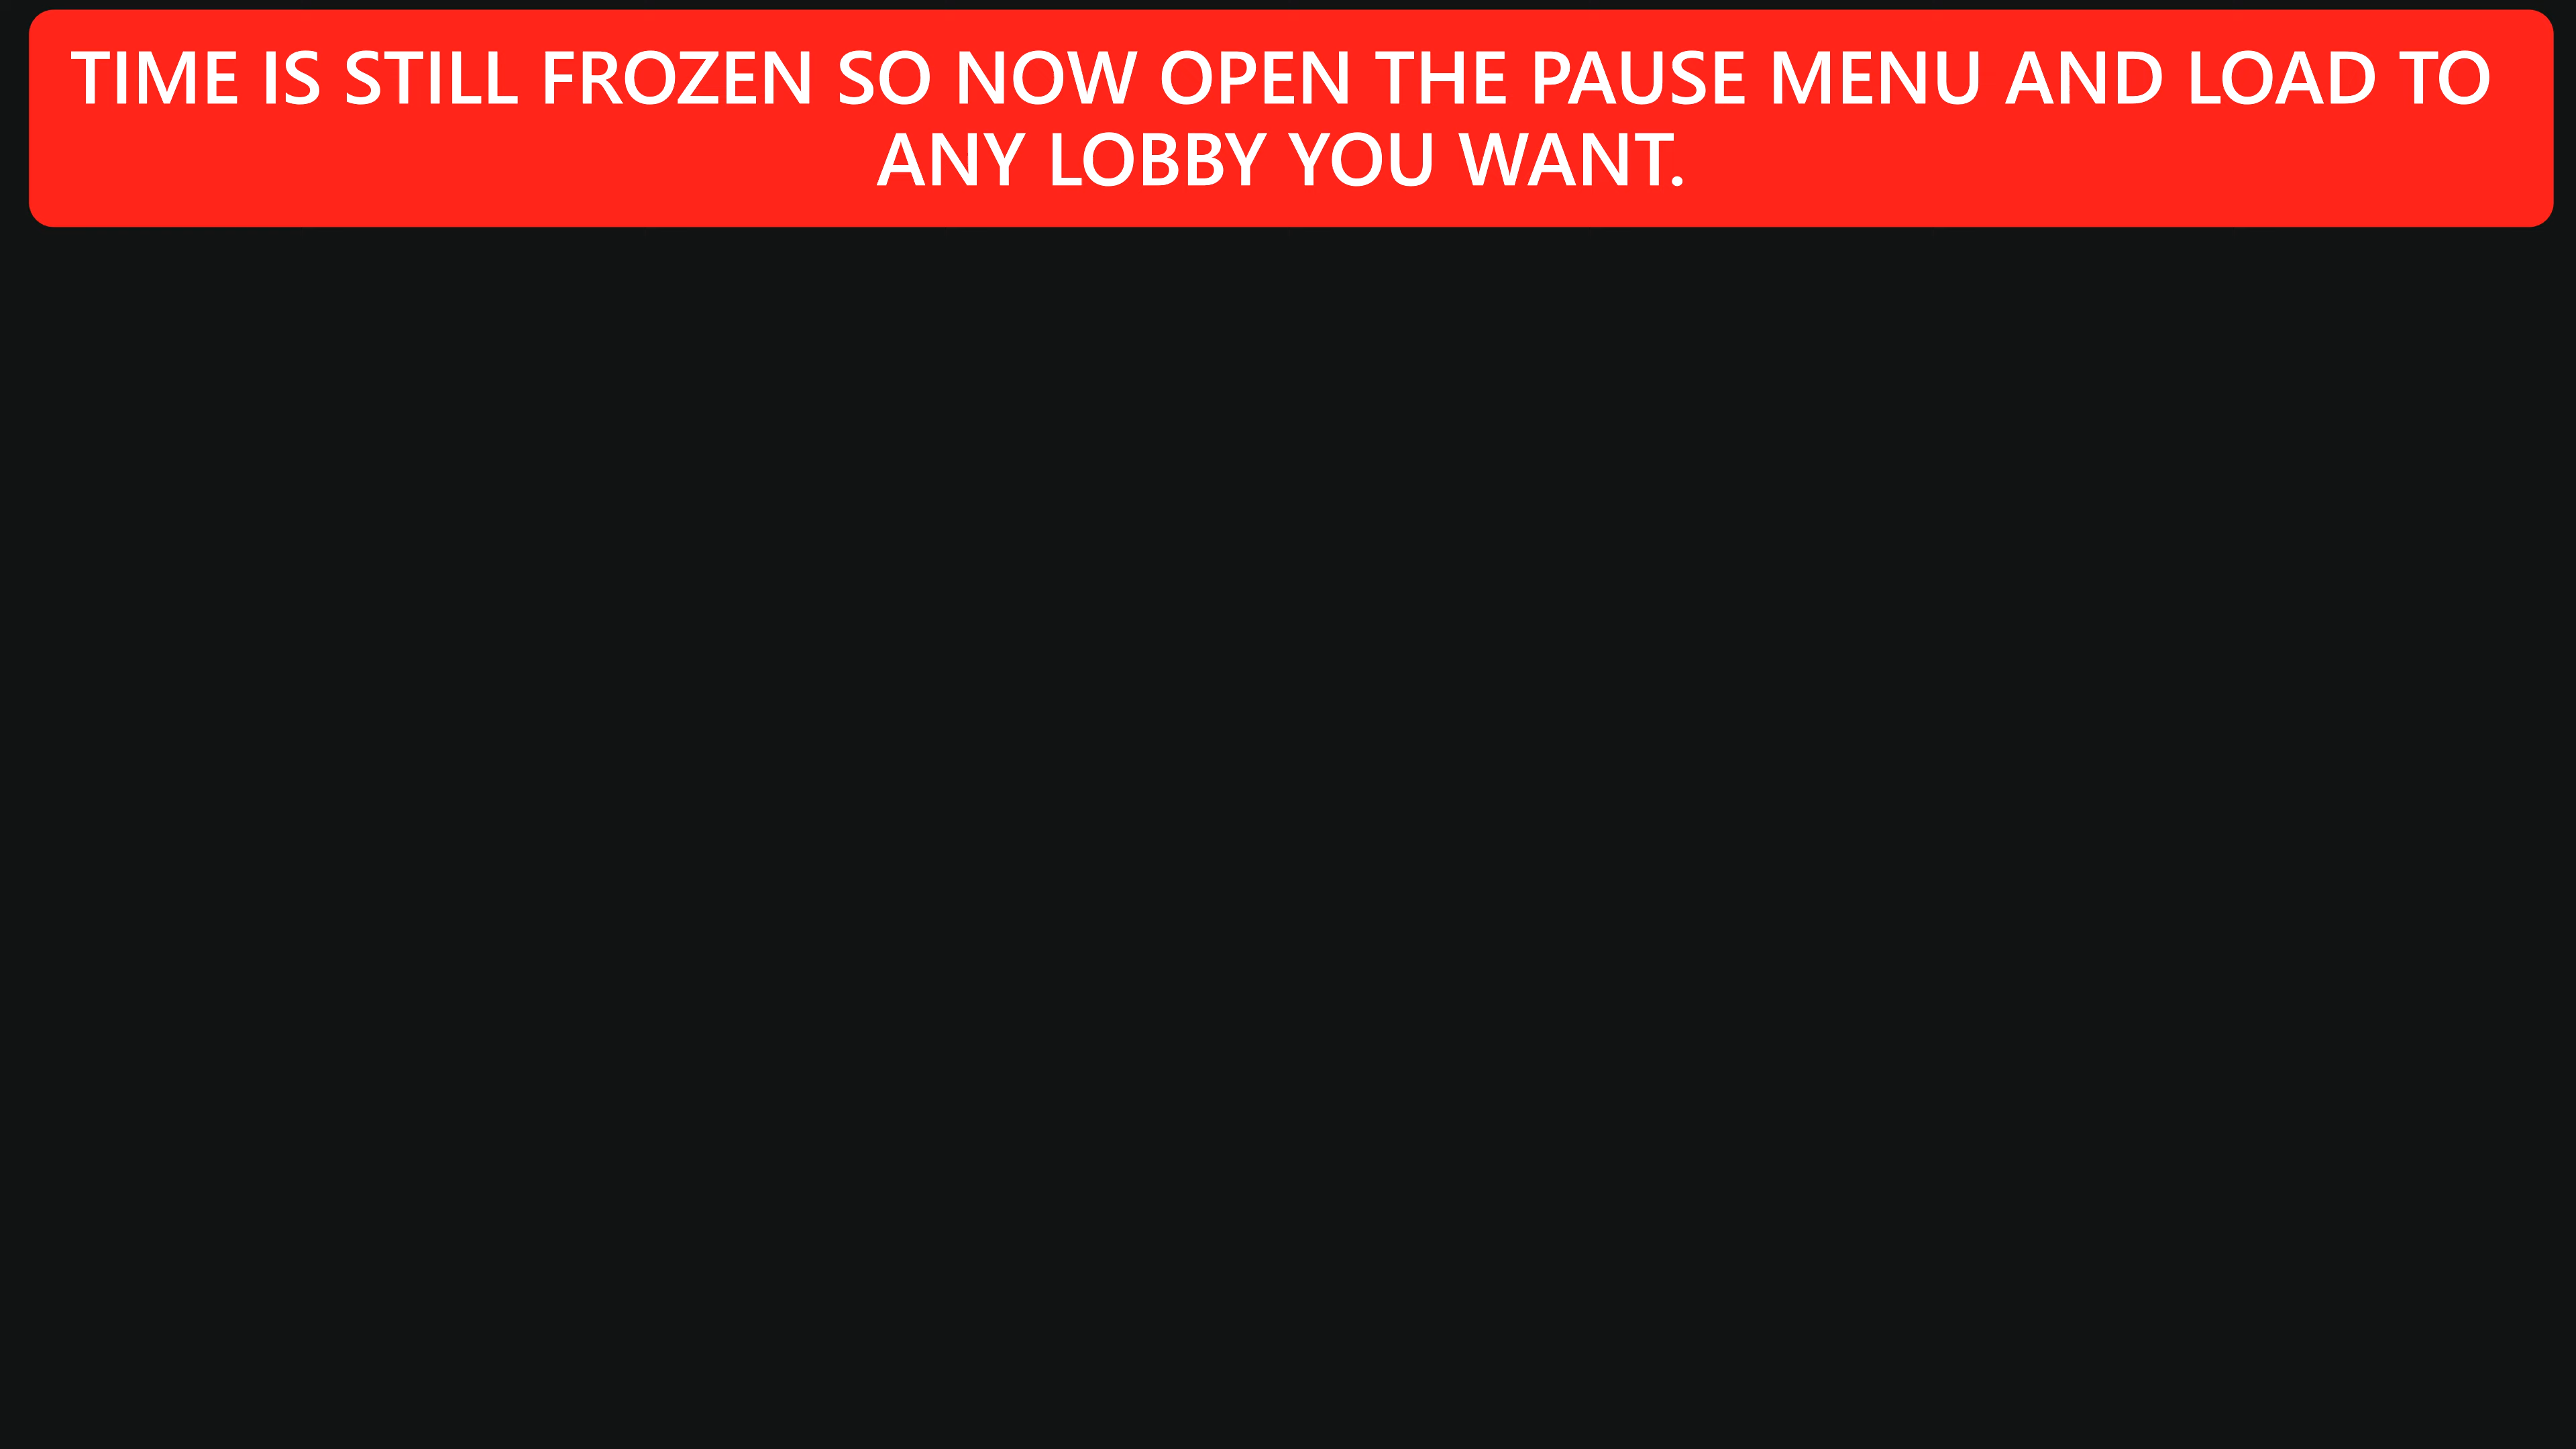 TIME IS STILL FROZEN SO NOW OPEN THE PAUSE MENU AND LOAD TO
ANY LOBBY YOU WANT.